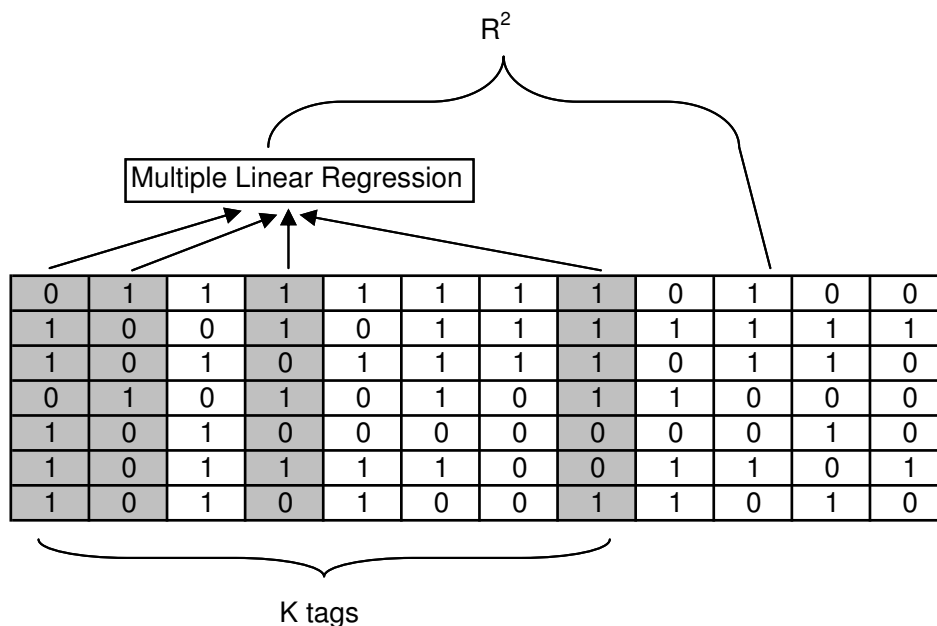 R²
Multiple Linear Regression
0 1 1 1 1 1 1 1 0 1 0 0
1 0 0 1 0 1 1 1 1 1 1 1
1 0 1 0 1 1 1 1 0 1 1 0
0 1 0 1 0 1 0 1 1 0 0 0
1 0 1 0 0 0 0 0 0 0 1 0
1 0 1 1 1 1 0 0 1 1 0 1
1 0 1 0 1 0 0 1 1 0 1 0
K tags